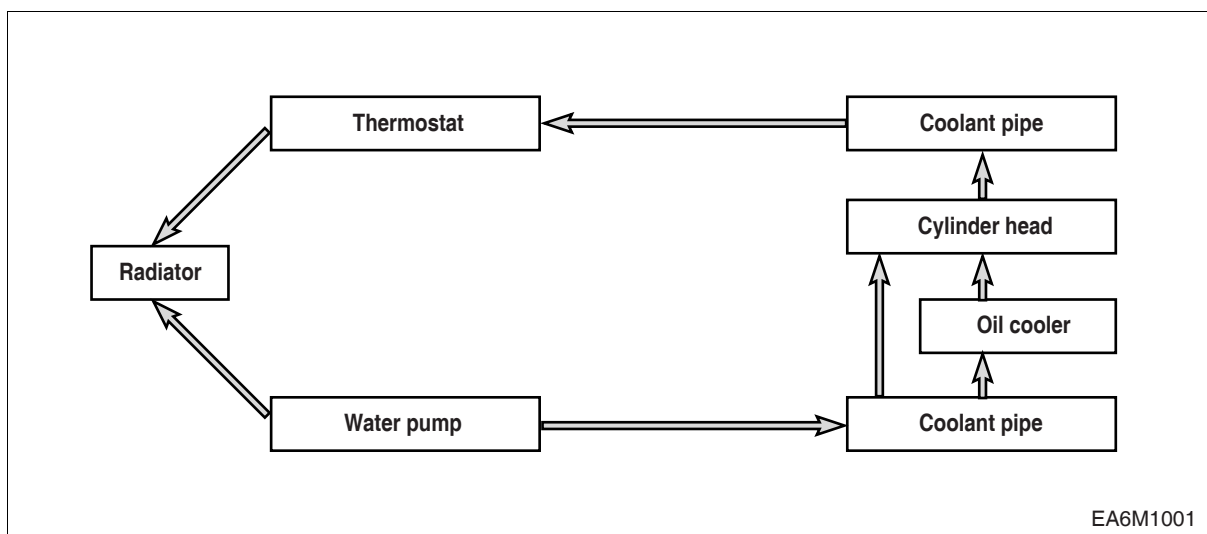 Thermostat
Coolant pipe
Cylinder head
Radiator
Oil cooler
Water pump
Coolant pipe
EA6M1001